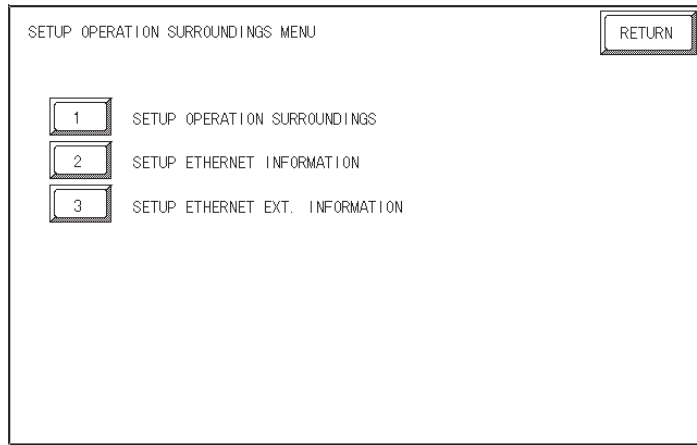 SETUP OPERATION SURROUNDINGS MENU
RETURN
1 SETUP OPERATION SURROUNDINGS
2 SETUP ETHERNET INFORMATION
3 SETUP ETHERNET EXT. INFORMATION